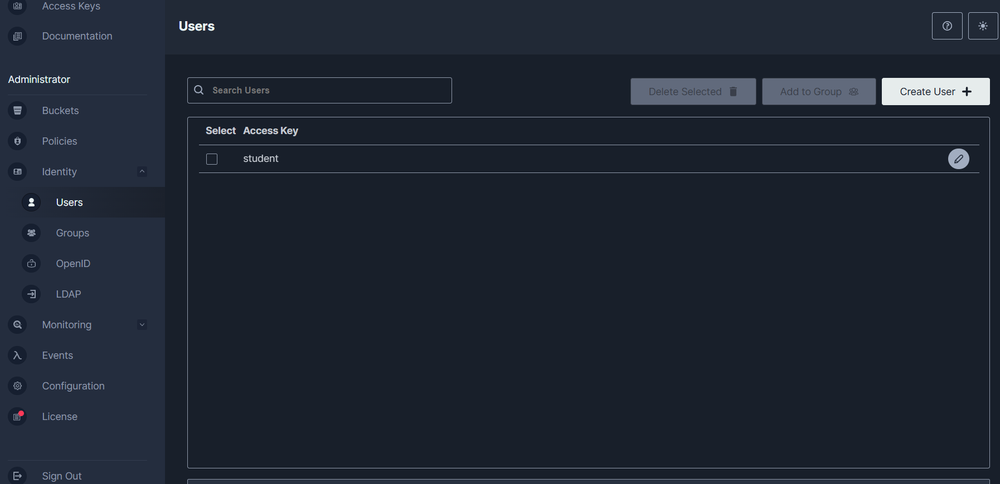 Access Keys
Documentation
Administrator
Buckets
Policies
Identity
Users
Groups
OpenID
LDAP
Monitoring
Events
Configuration
License
Sign Out
Users
Search Users
Delete Selected
Add to Group
Create User
Select Access Key
student